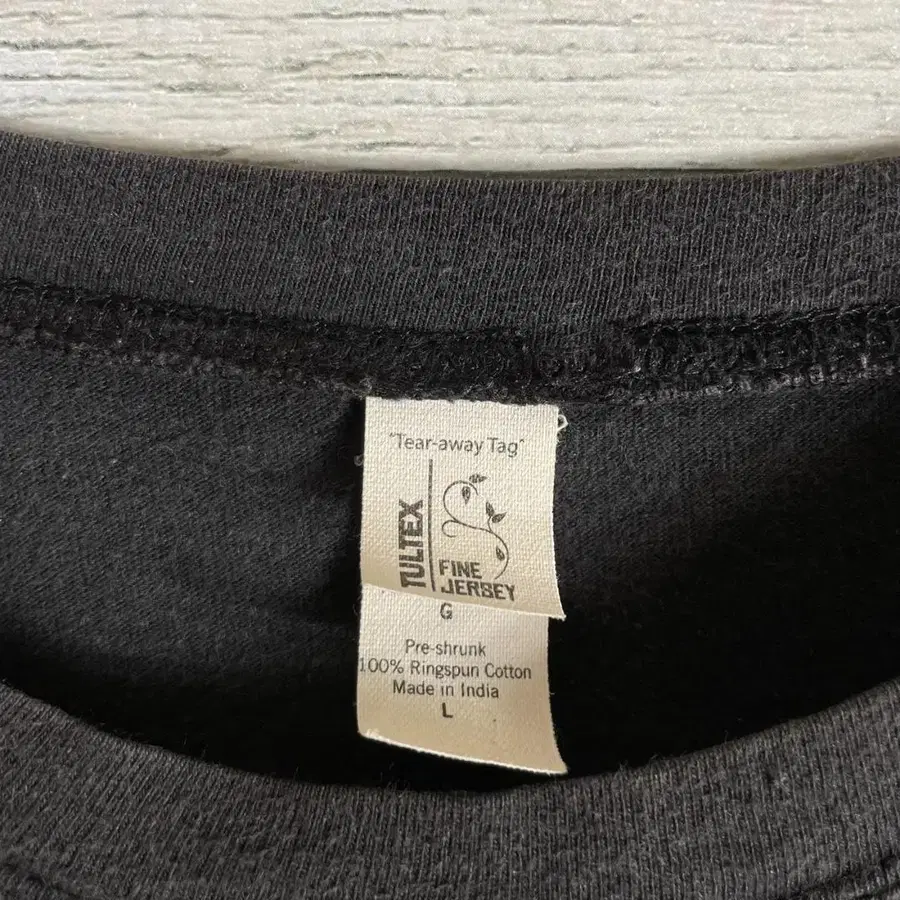 "Tear-away Tag"
TULTEX
FINE
JERSEY
G
Pre-shrunk
100% Ringspun Cotton
Made in India
L